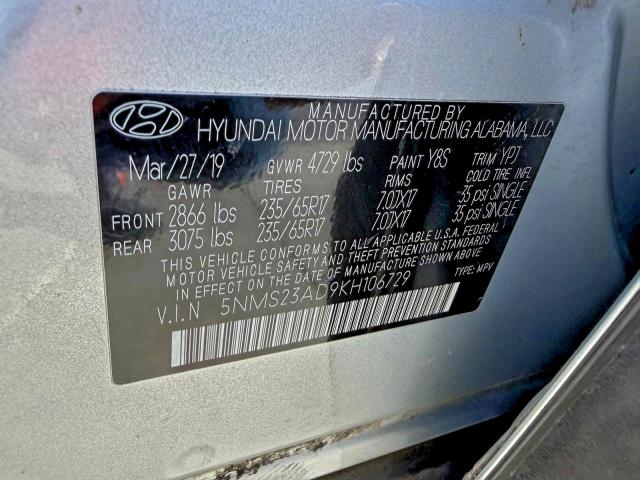 MANUFACTURED BY
HYUNDAI MOTOR MANUFACTURING ALABAMA, LLC
Mar/27/19 GVWR 4729 lbs PAINT Y8S TRIM YPJ
GAWR TIRES RIMS COLD TIRE INFL
FRONT 2866 lbs 235/65R17 7.0JX17 35 psi SINGLE
REAR 3075 lbs 235/65R17 7.0JX17 35 psi SINGLE
THIS VEHICLE CONFORMS TO ALL APPLICABLE U.S.A. FEDERAL
MOTOR VEHICLE SAFETY AND THEFT PREVENTION STANDARDS
IN EFFECT ON THE DATE OF MANUFACTURE SHOWN ABOVE
V.I.N 5NMS23AD9KH106729 TYPE: MPV